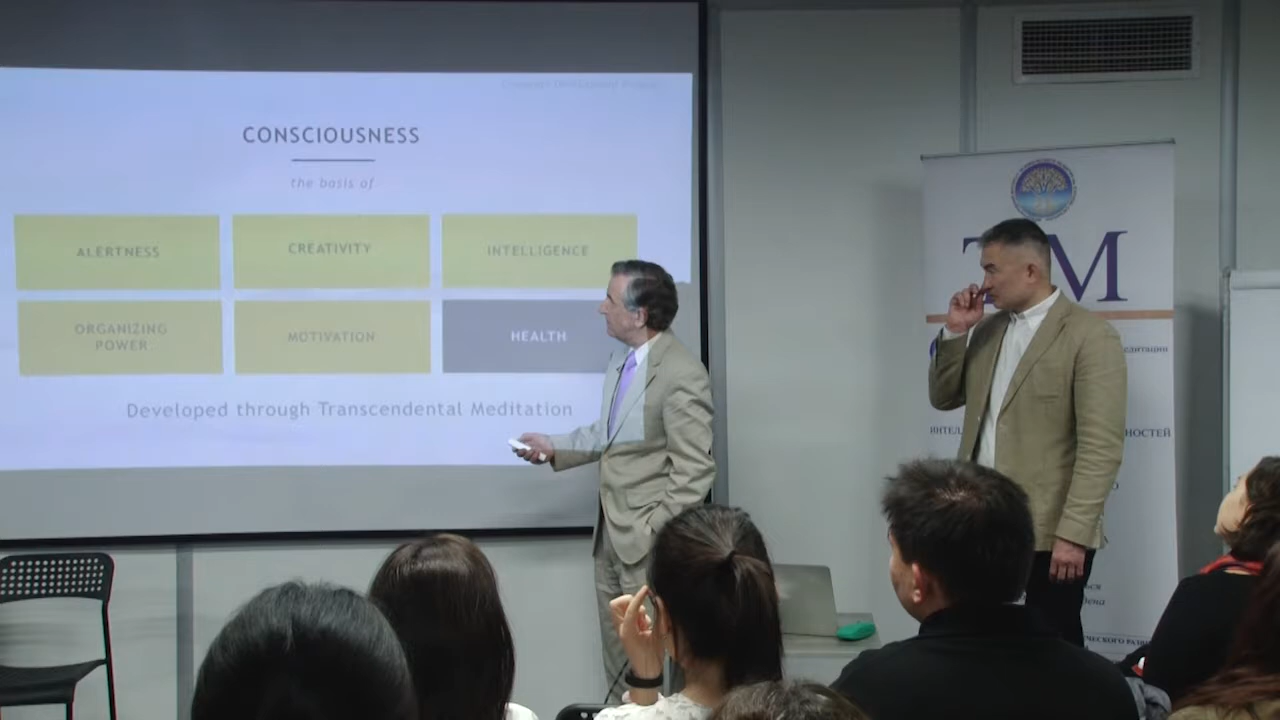 CONSCIOUSNESS
the basis of
ALERTNESS
CREATIVITY
INTELLIGENCE
ORGANIZING
POWER
MOTIVATION
HEALTH
Developed through Transcendental Meditation
TM